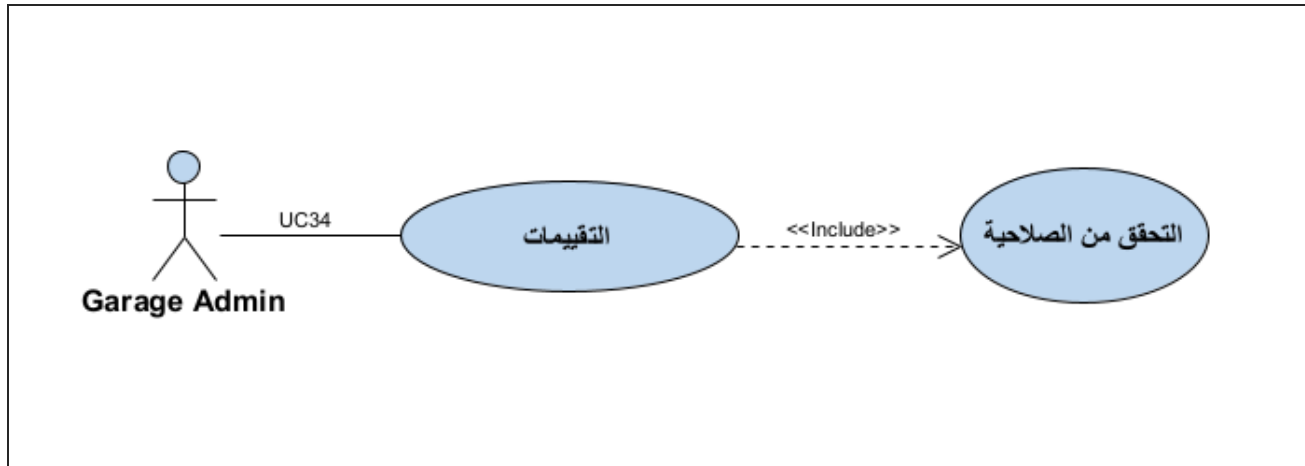 UC34
التقييمات
<<Include>>
التحقق من الصلاحية
Garage Admin